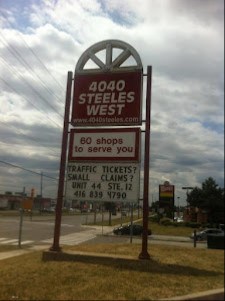 4040
STEELES
WEST
www.4040steeles.com
60 shops
to serve you
TRAFFIC TICKETS?
SMALL CLAIMS?
UNIT 44 STE.12
416 839 9790